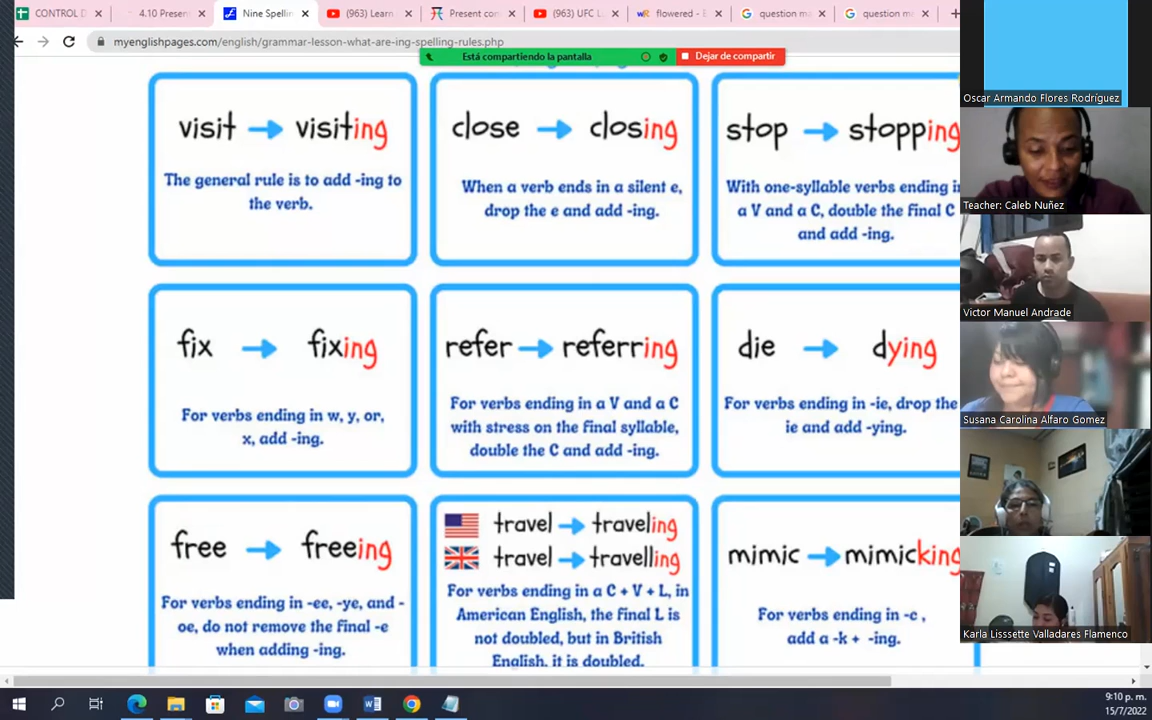 CONTROL D
4.10 Presen
Nine Spellin
(963) Learn
Present con
(963) UFC L
flowered - E
question ma
question ma
myenglishpages.com/english/grammar-lesson-what-are-ing-spelling-rules.php
Está compartiendo la pantalla
Dejar de compartir
visit visiting
The general rule is to add -ing to
the verb.
close closing
When a verb ends in a silent e,
drop the e and add -ing.
stop stopping
With one-syllable verbs ending in
a V and a C, double the final C
and add -ing.
fix fixing
For verbs ending in w, y, or,
x, add -ing.
refer referring
For verbs ending in a V and a C
with stress on the final syllable,
double the C and add -ing.
die dying
For verbs ending in -ie, drop the
ie and add -ying.
free freeing
For verbs ending in -ee, -ye, and -
oe, do not remove the final -e
when adding -ing.
travel traveling
travel travelling
For verbs ending in a C + V + L, in
American English, the final L is
not doubled, but in British
English, it is doubled.
mimic mimicking
For verbs ending in -c ,
add a -k + -ing.
Oscar Armando Flores Rodríguez
Teacher: Caleb Nuñez
Victor Manuel Andrade
Susana Carolina Alfaro Gomez
Karla Lisssette Valladares Flamenco
9:10 p. m.
15/7/2022